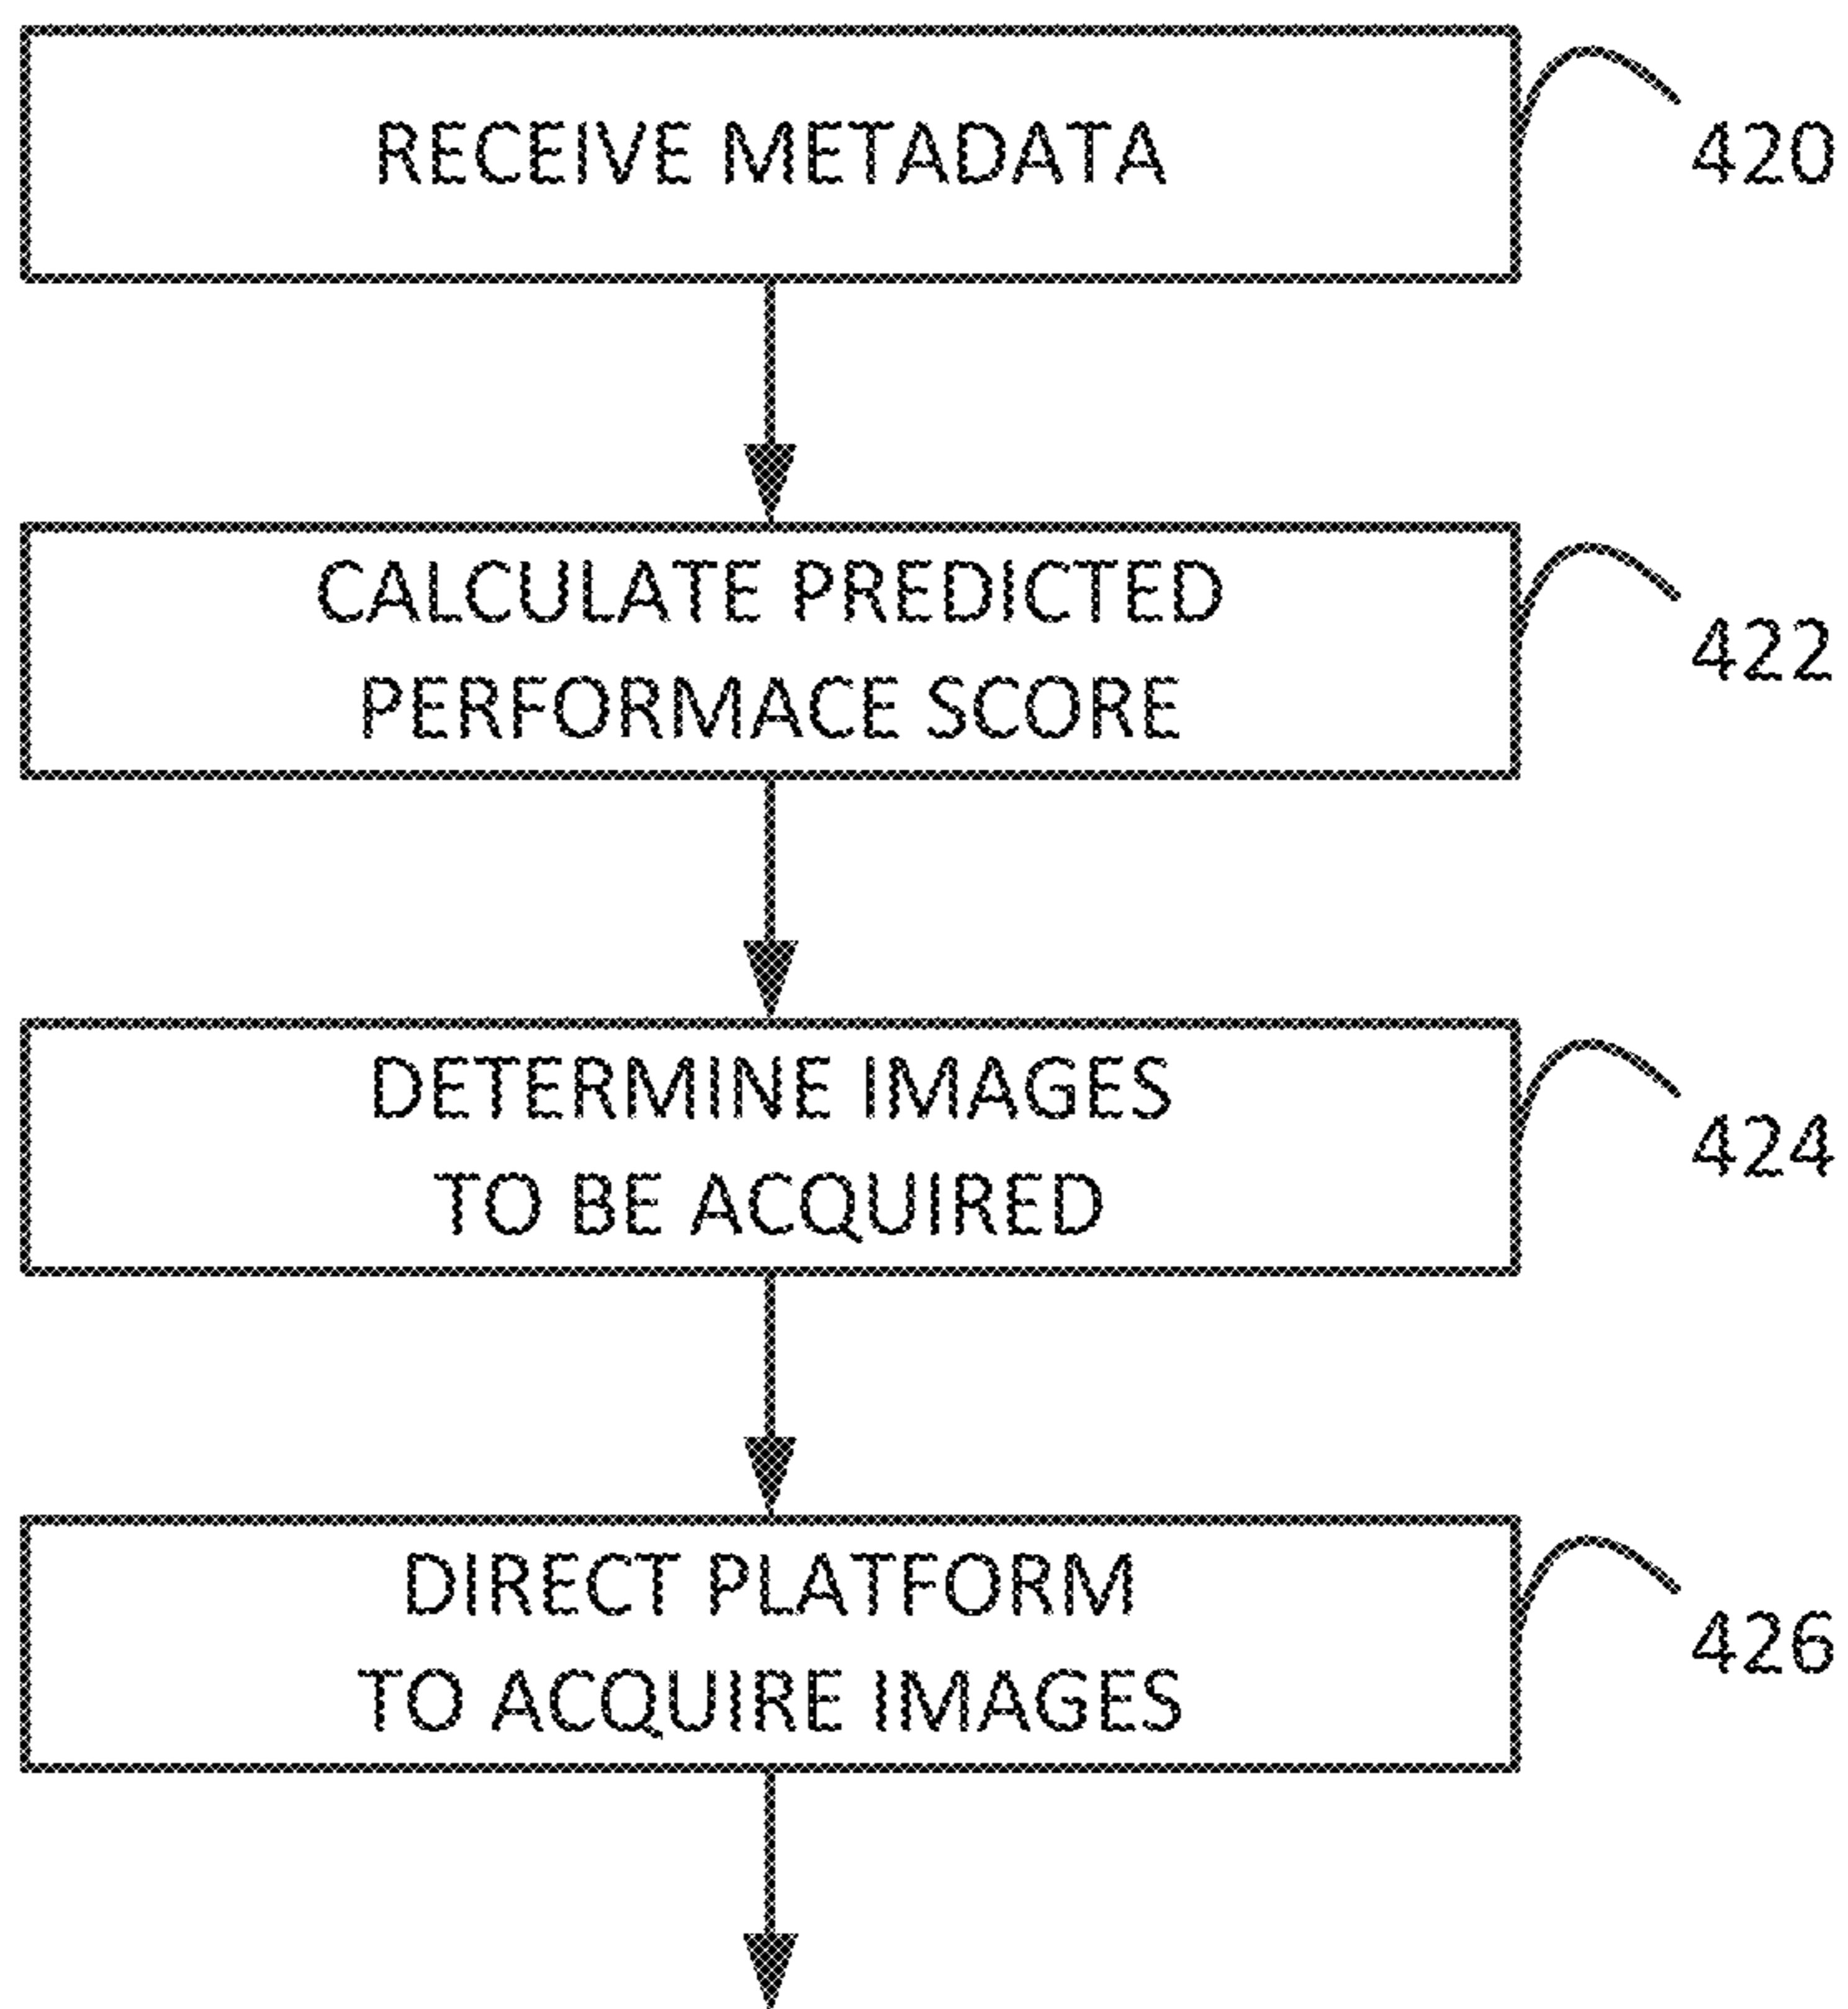 RECEIVE METADATA
420
CALCULATE PREDICTED
PERFORMACE SCORE
422
DETERMINE IMAGES
TO BE ACQUIRED
424
DIRECT PLATFORM
TO ACQUIRE IMAGES
426